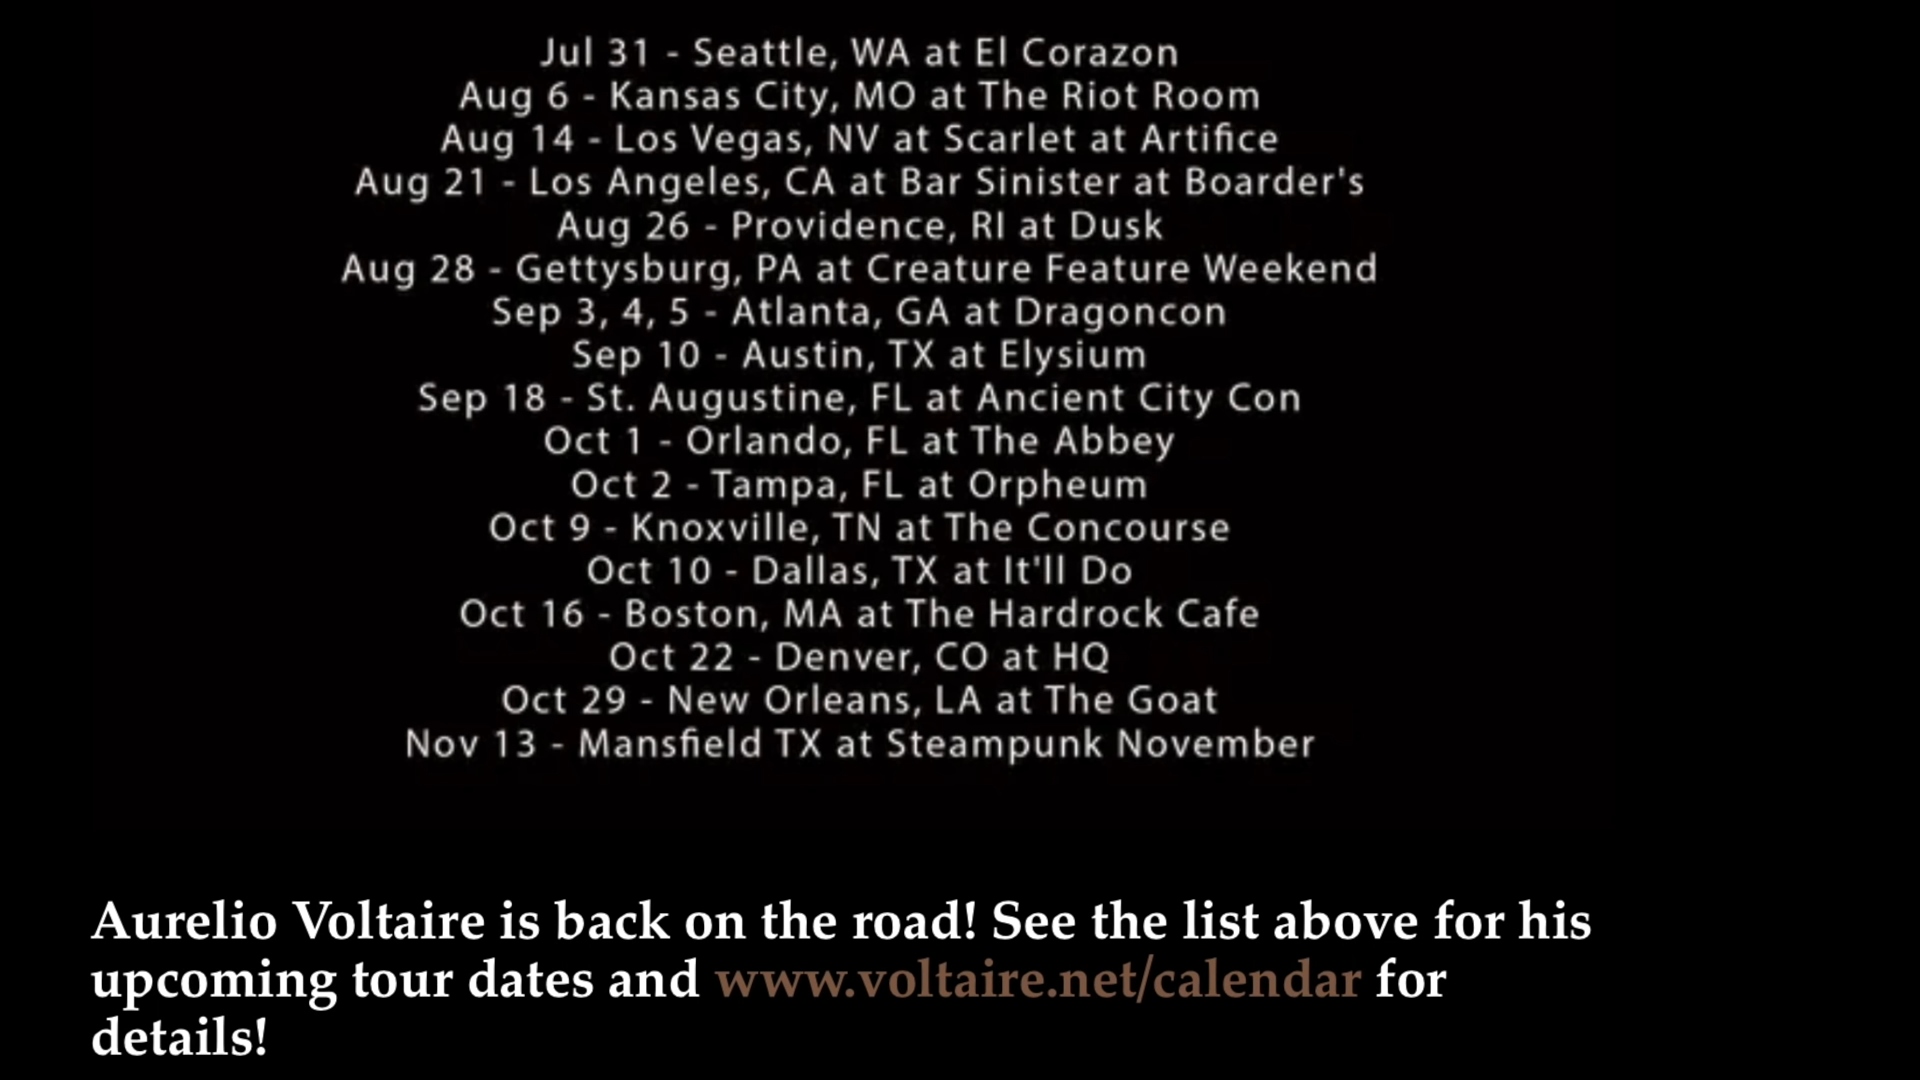 Jul 31 - Seattle, WA at El Corazon
Aug 6 - Kansas City, MO at The Riot Room
Aug 14 - Los Vegas, NV at Scarlet at Artifice
Aug 21 - Los Angeles, CA at Bar Sinister at Boarder's
Aug 26 - Providence, RI at Dusk
Aug 28 - Gettysburg, PA at Creature Feature Weekend
Sep 3, 4, 5 - Atlanta, GA at Dragoncon
Sep 10 - Austin, TX at Elysium
Sep 18 - St. Augustine, FL at Ancient City Con
Oct 1 - Orlando, FL at The Abbey
Oct 2 - Tampa, FL at Orpheum
Oct 9 - Knoxville, TN at The Concourse
Oct 10 - Dallas, TX at It'll Do
Oct 16 - Boston, MA at The Hardrock Cafe
Oct 22 - Denver, CO at HQ
Oct 29 - New Orleans, LA at The Goat
Nov 13 - Mansfield TX at Steampunk November
Aurelio Voltaire is back on the road! See the list above for his
upcoming tour dates and www.voltaire.net/calendar for
details!